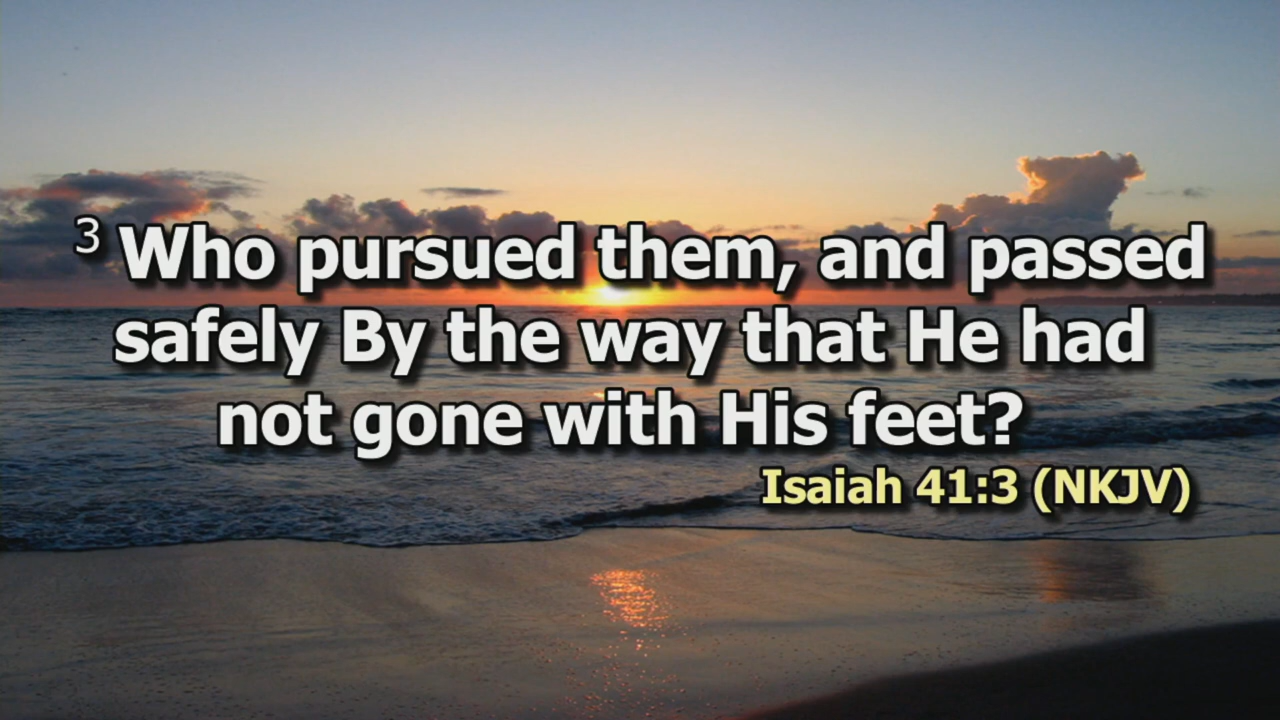 3 Who pursued them, and passed
safely By the way that He had
not gone with His feet?
Isaiah 41:3 (NKJV)